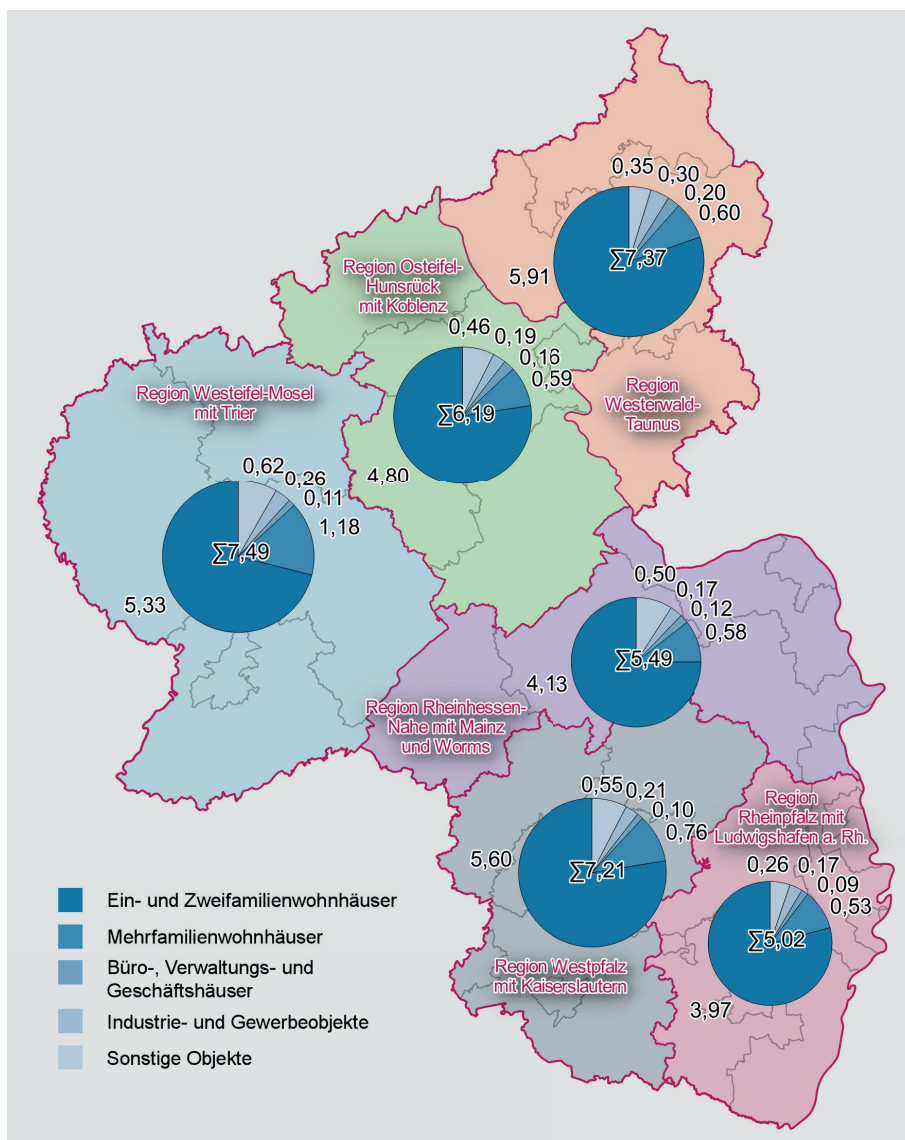 0,35
0,30
0,20
0,60
∑7,37
5,91
Region Osteifel-
Hunsrück
mit Koblenz
0,46
0,19
0,16
0,59
∑6,19
4,80
Region
Westerwald-
Taunus
Region Westeifel-Mosel
mit Trier
0,62
0,26
0,11
1,18
∑7,49
5,33
0,50
0,17
0,12
0,58
∑5,49
4,13
Region Rheinhessen-
Nahe mit Mainz
und Worms
0,55
0,21
0,10
0,76
∑7,21
5,60
Region Westpfalz
mit Kaiserslautern
Region
Rheinpfalz mit
Ludwigshafen a. Rh.
0,26
0,17
0,09
0,53
∑5,02
3,97
Ein- und Zweifamilienwohnhäuser
Mehrfamilienwohnhäuser
Büro-, Verwaltungs- und
Geschäftshäuser
Industrie- und Gewerbeobjekte
Sonstige Objekte